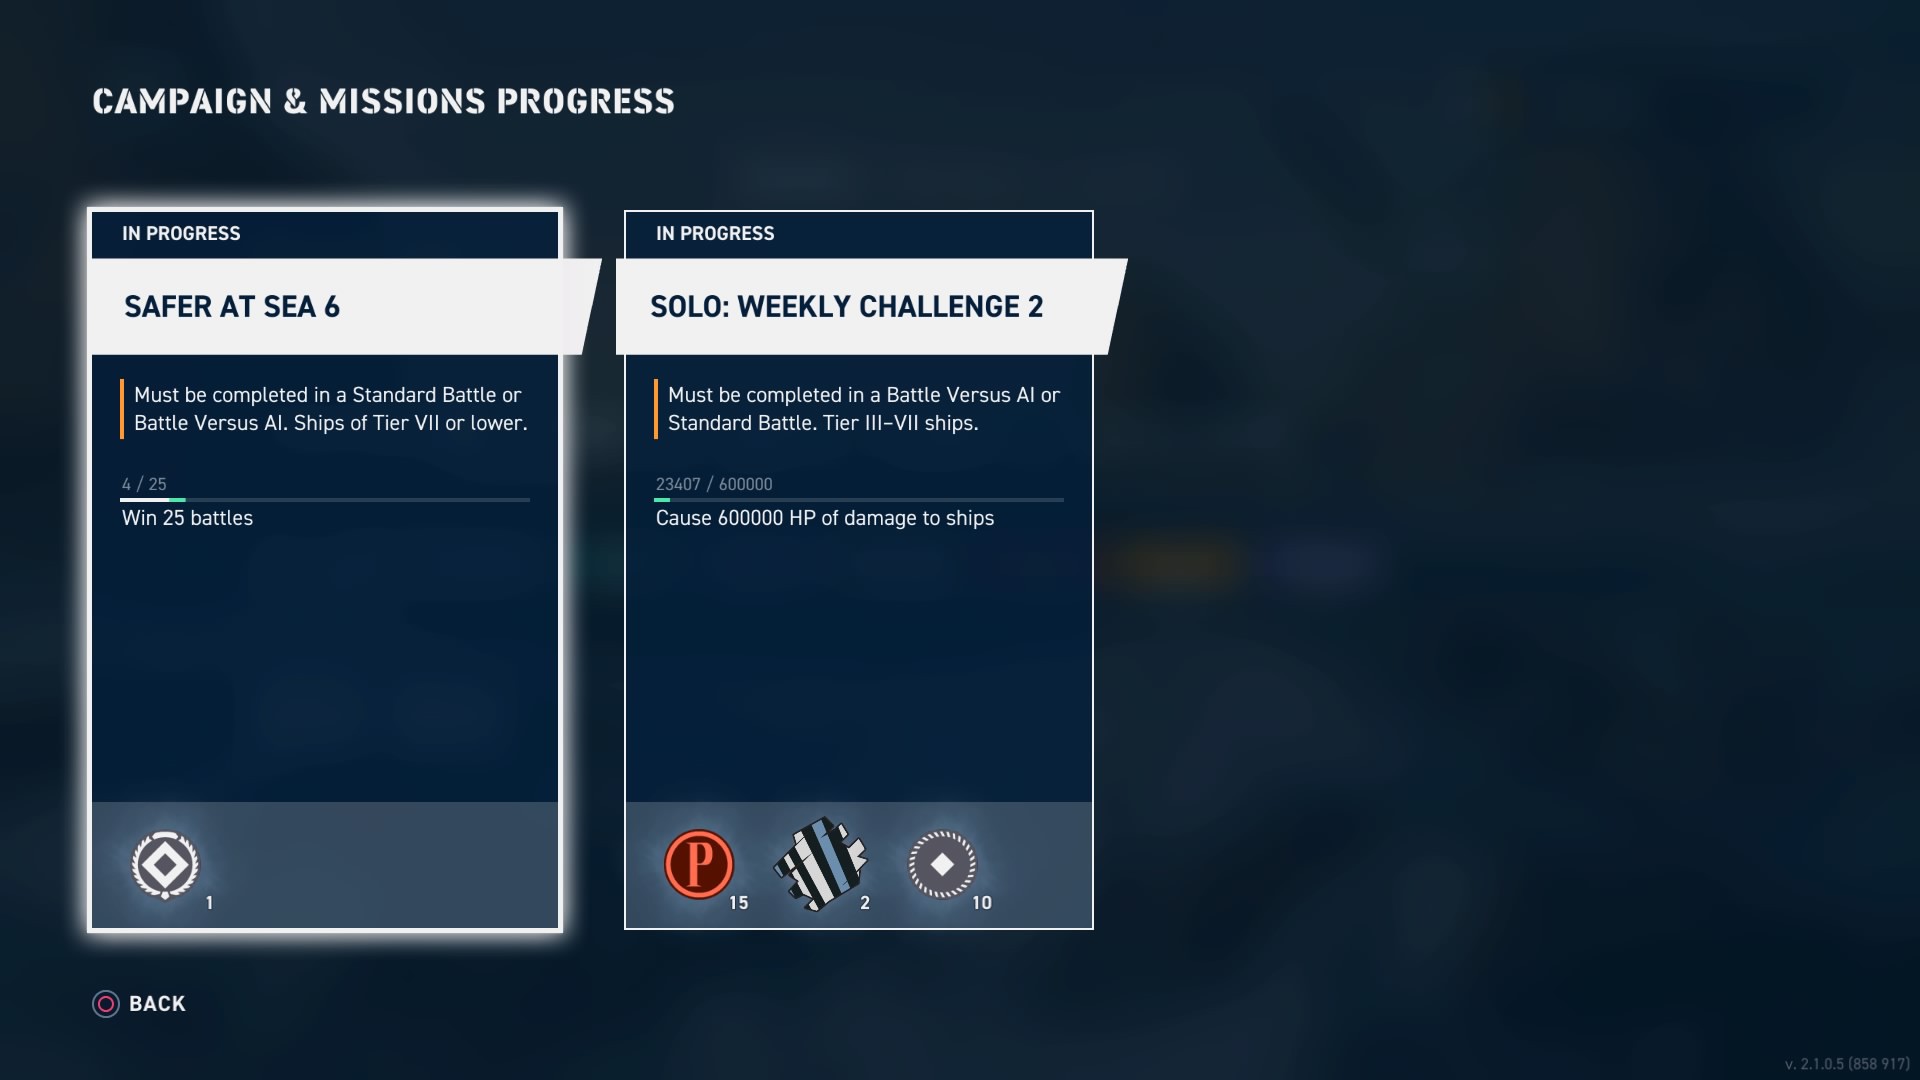 CAMPAIGN & MISSIONS PROGRESS
IN PROGRESS
SAFER AT SEA 6
Must be completed in a Standard Battle or
Battle Versus AI. Ships of Tier VII or lower.
4 / 25
Win 25 battles
1
IN PROGRESS
SOLO: WEEKLY CHALLENGE 2
Must be completed in a Battle Versus AI or
Standard Battle. Tier III–VII ships.
23407 / 600000
Cause 600000 HP of damage to ships
P
15
2
10
BACK
v. 2.1.0.5 (858 917)